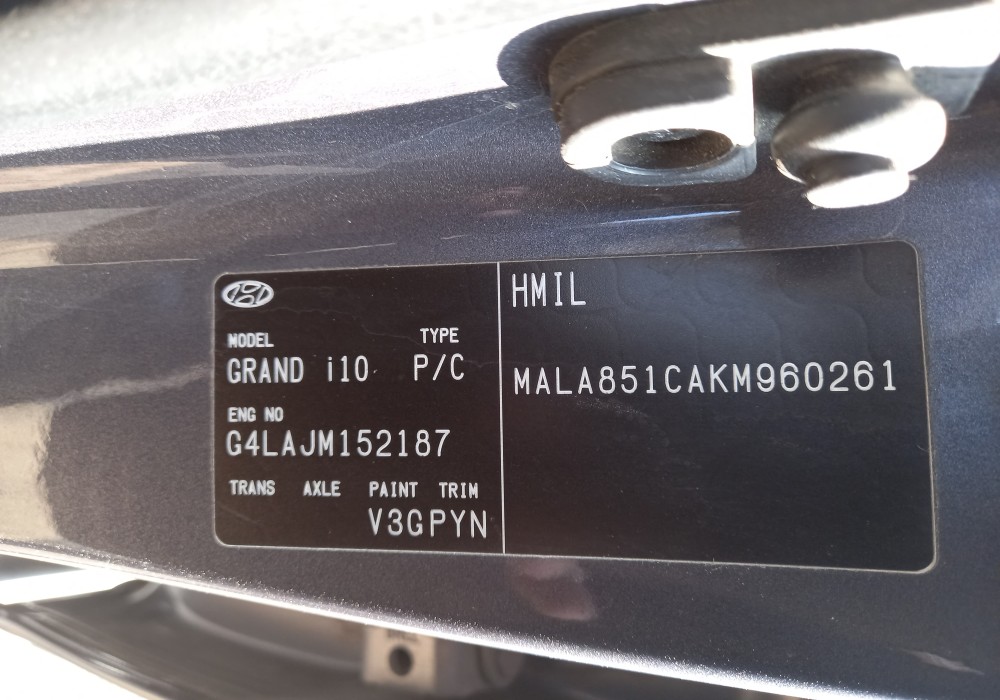 MODEL TYPE
GRAND i10 P/C
ENG NO
G4LAJM152187
TRANS AXLE PAINT TRIM
V3GPYN
HMIL
MALA851CAKM960261